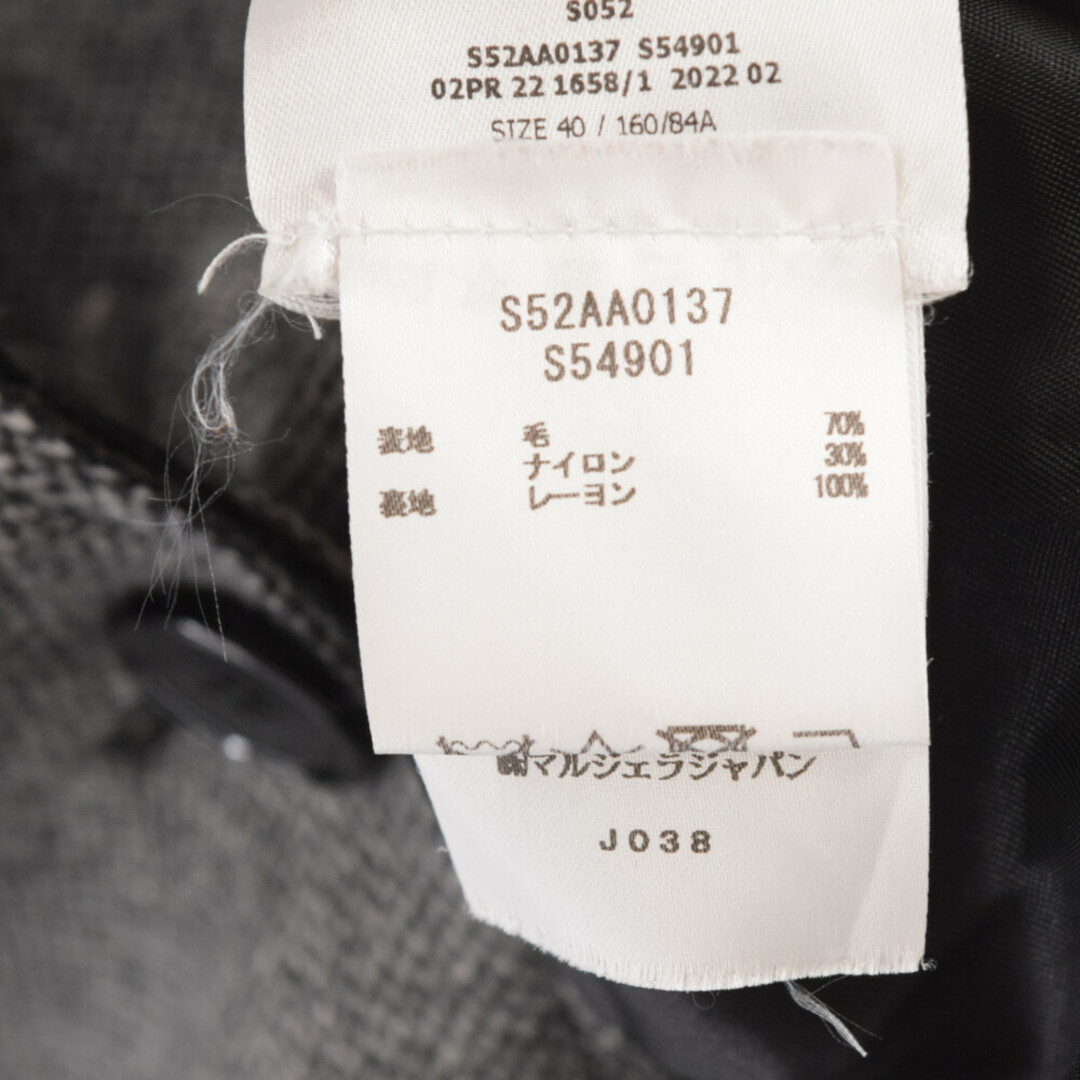 S052
S52AA0137 S54901
02PR 22 1658/1 2022 02
SIZE 40 / 160/84A
S52AA0137
S54901
表地 毛 70%
ナイロン 30%
裏地 レーヨン 100%
㈱マルジェラジャパン
J038